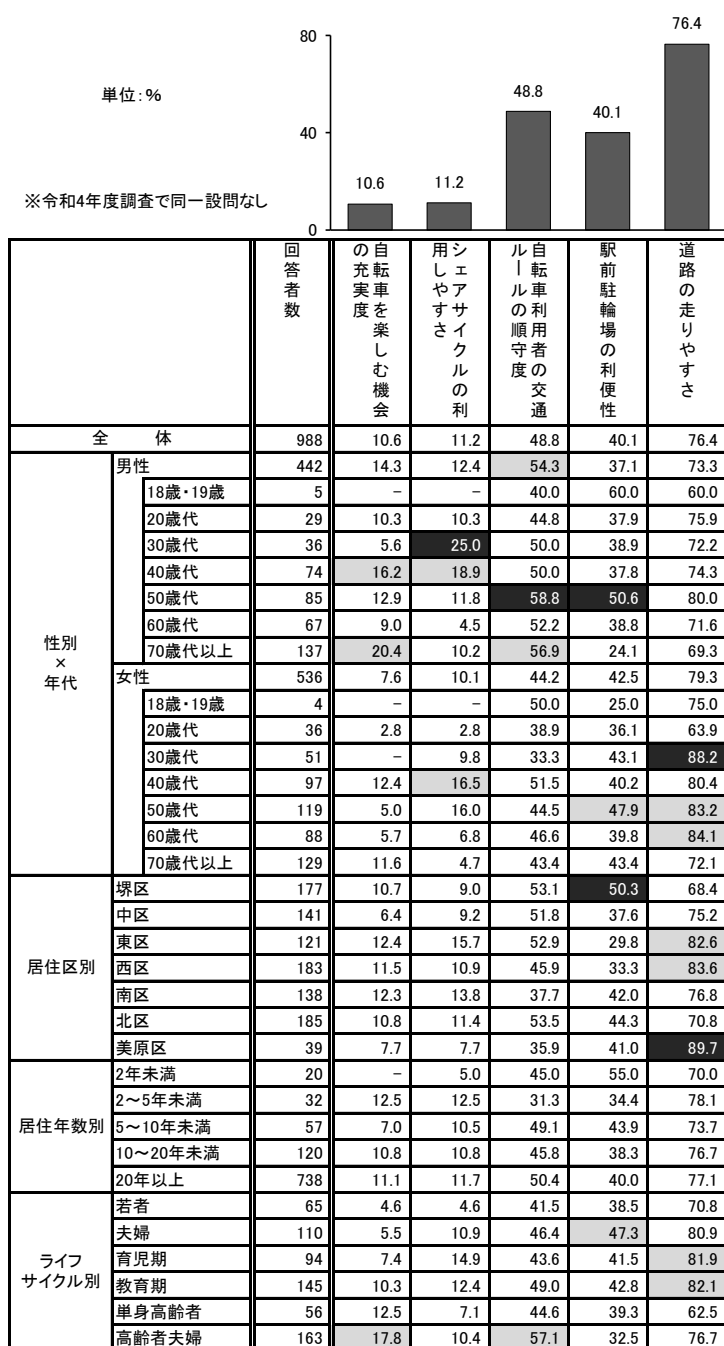 76.4
80
単位：％
48.8
40.1
40
10.6
11.2
※令和4年度調査で同一設問なし
0
回答者数
自転車を楽しむ機会の充実度
シェアサイクルの利用しやすさ
自転車利用者の交通ルールの順守度
駅前駐輪場の利便性
道路の走りやすさ
全 体 988 10.6 11.2 48.8 40.1 76.4
性別×年代
男性 442 14.3 12.4 54.3 37.1 73.3
18歳・19歳 5 － － 40.0 60.0 60.0
20歳代 29 10.3 10.3 44.8 37.9 75.9
30歳代 36 5.6 25.0 50.0 38.9 72.2
40歳代 74 16.2 18.9 50.0 37.8 74.3
50歳代 85 12.9 11.8 58.8 50.6 80.0
60歳代 67 9.0 4.5 52.2 38.8 71.6
70歳代以上 137 20.4 10.2 56.9 24.1 69.3
女性 536 7.6 10.1 44.2 42.5 79.3
18歳・19歳 4 － － 50.0 25.0 75.0
20歳代 36 2.8 2.8 38.9 36.1 63.9
30歳代 51 － 9.8 33.3 43.1 88.2
40歳代 97 12.4 16.5 51.5 40.2 80.4
50歳代 119 5.0 16.0 44.5 47.9 83.2
60歳代 88 5.7 6.8 46.6 39.8 84.1
70歳代以上 129 11.6 4.7 43.4 43.4 72.1
居住区別
堺区 177 10.7 9.0 53.1 50.3 68.4
中区 141 6.4 9.2 51.8 37.6 75.2
東区 121 12.4 15.7 52.9 29.8 82.6
西区 183 11.5 10.9 45.9 33.3 83.6
南区 138 12.3 13.8 37.7 42.0 76.8
北区 185 10.8 11.4 53.5 44.3 70.8
美原区 39 7.7 7.7 35.9 41.0 89.7
居住年数別
2年未満 20 － 5.0 45.0 55.0 70.0
2～5年未満 32 12.5 12.5 31.3 34.4 78.1
5～10年未満 57 7.0 10.5 49.1 43.9 73.7
10～20年未満 120 10.8 10.8 45.8 38.3 76.7
20年以上 738 11.1 11.7 50.4 40.0 77.1
ライフサイクル別
若者 65 4.6 4.6 41.5 38.5 70.8
夫婦 110 5.5 10.9 46.4 47.3 80.9
育児期 94 7.4 14.9 43.6 41.5 81.9
教育期 145 10.3 12.4 49.0 42.8 82.1
単身高齢者 56 12.5 7.1 44.6 39.3 62.5
高齢者夫婦 163 17.8 10.4 57.1 32.5 76.7